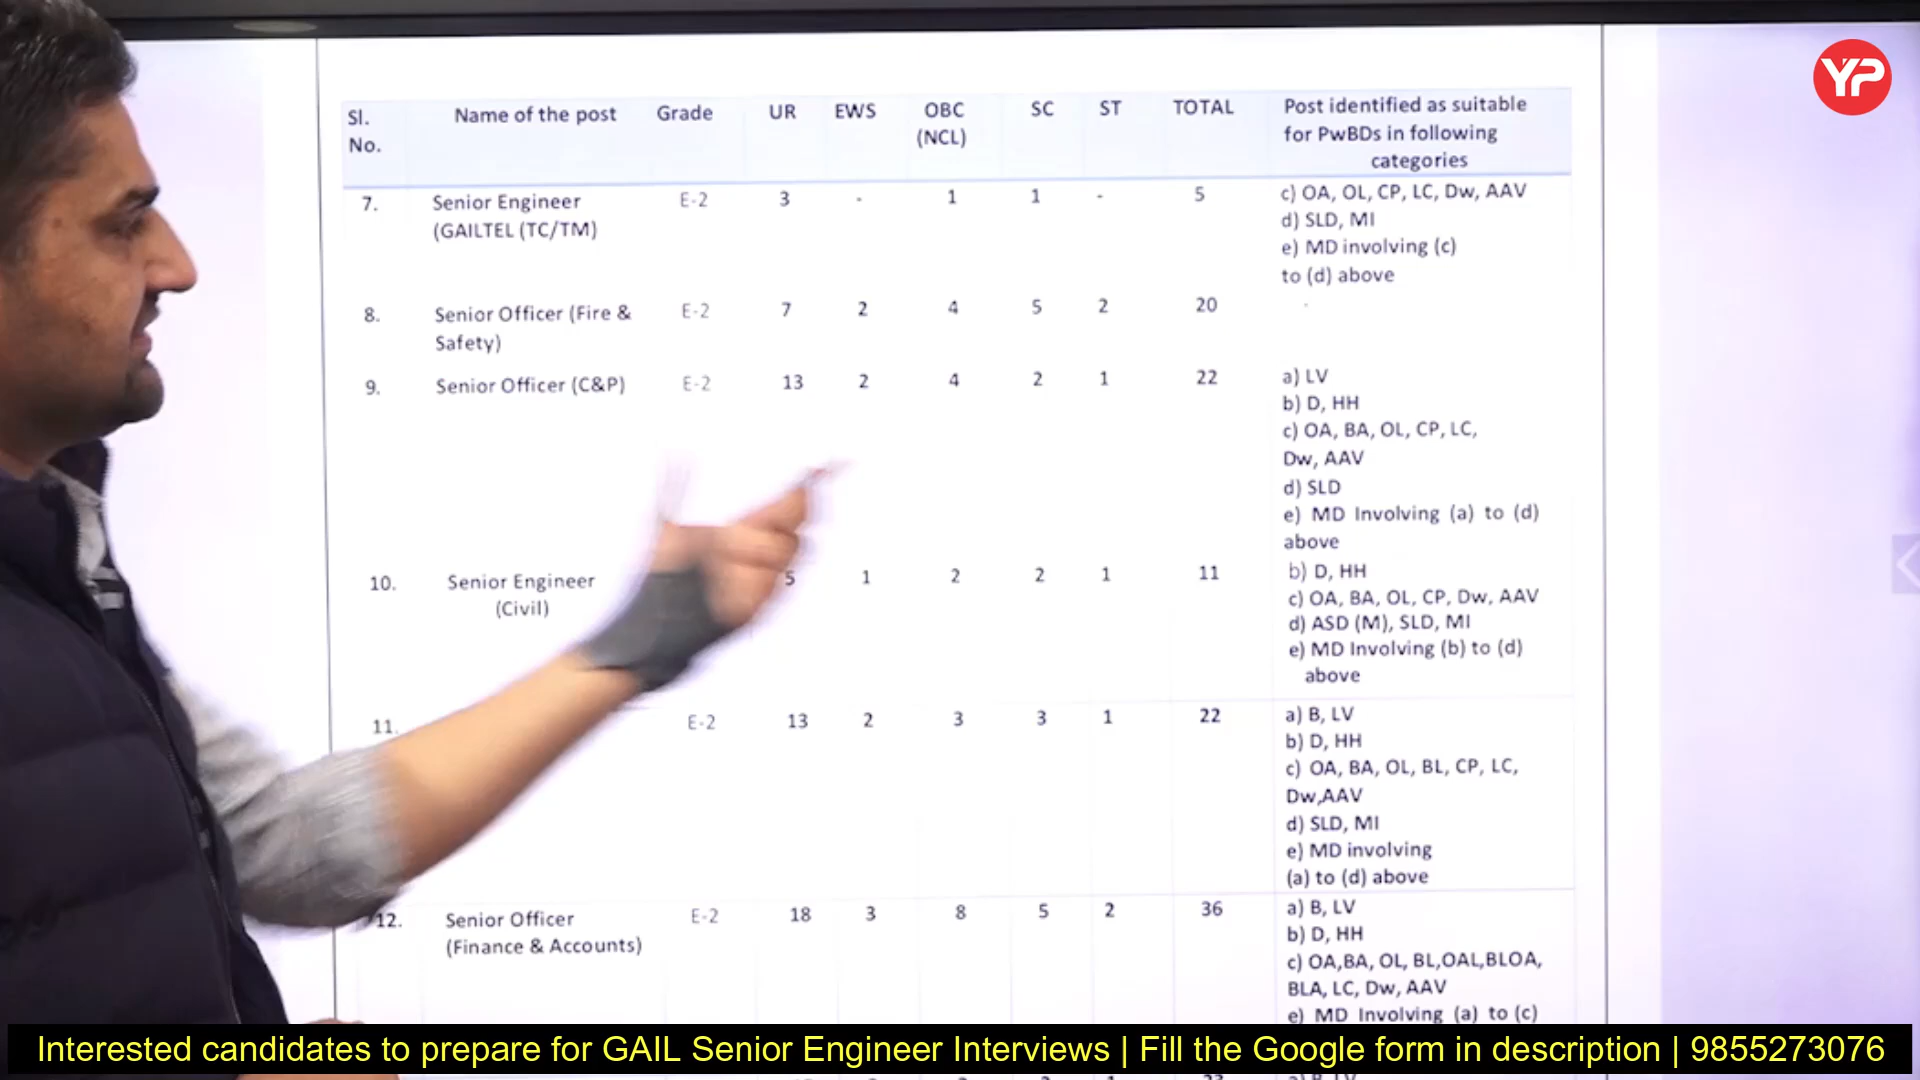 YP
Sl. No. Name of the post Grade UR EWS OBC (NCL) SC ST TOTAL Post identified as suitable for PwBDs in following categories
7. Senior Engineer (GAILTEL (TC/TM) E-2 3 - 1 1 - 5 c) OA, OL, CP, LC, Dw, AAV
d) SLD, MI
e) MD involving (c)
to (d) above
8. Senior Officer (Fire & Safety) E-2 7 2 4 5 2 20 -
9. Senior Officer (C&P) E-2 13 2 4 2 1 22 a) LV
b) D, HH
c) OA, BA, OL, CP, LC,
Dw, AAV
d) SLD
e) MD Involving (a) to (d)
above
10. Senior Engineer (Civil) 5 1 2 2 1 11 b) D, HH
c) OA, BA, OL, CP, Dw, AAV
d) ASD (M), SLD, MI
e) MD Involving (b) to (d)
above
11. E-2 13 2 3 3 1 22 a) B, LV
b) D, HH
c) OA, BA, OL, BL, CP, LC,
Dw,AAV
d) SLD, MI
e) MD involving
(a) to (d) above
12. Senior Officer (Finance & Accounts) E-2 18 3 8 5 2 36 a) B, LV
b) D, HH
c) OA,BA, OL, BL,OAL,BLOA,
BLA, LC, Dw, AAV
e) MD Involving (a) to (c)
Interested candidates to prepare for GAIL Senior Engineer Interviews | Fill the Google form in description | 9855273076